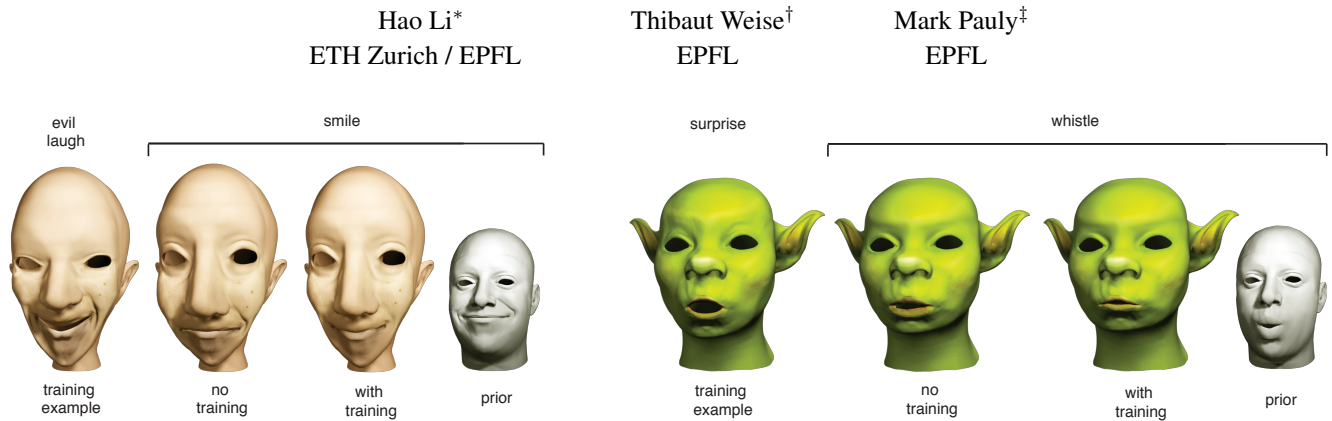 Hao Li* Thibaut Weise† Mark Pauly‡
ETH Zurich / EPFL EPFL EPFL
evil
laugh
smile
surprise
whistle
training
example
no
training
with
training
prior
training
example
no
training
with
training
prior